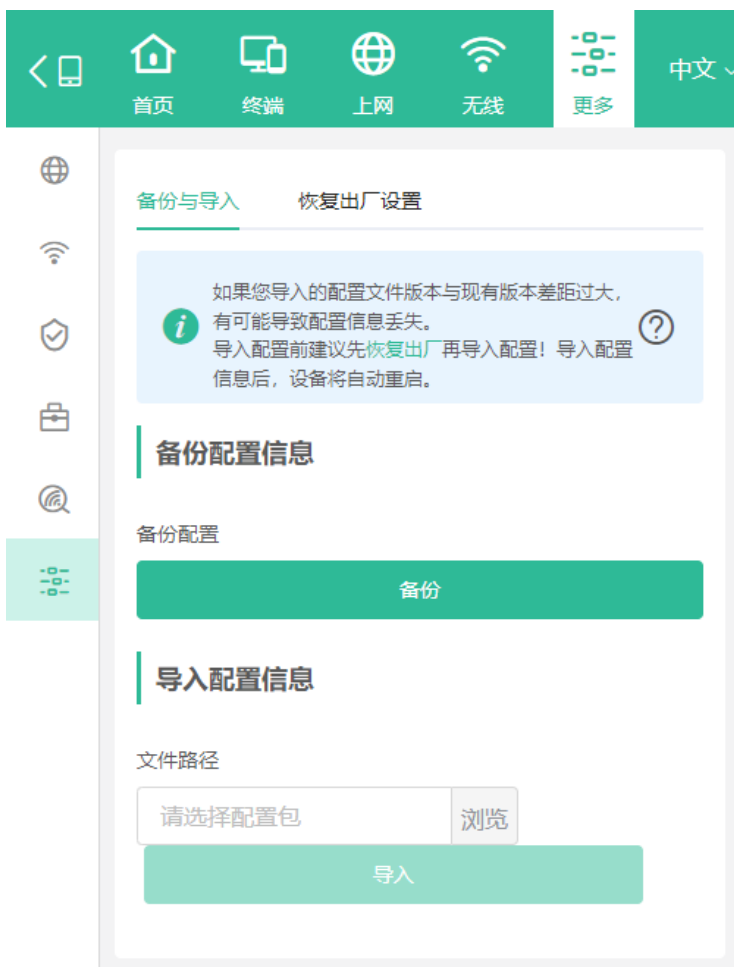 首页
终端
上网
无线
更多
中文
备份与导入
恢复出厂设置
如果您导入的配置文件版本与现有版本差距过大，
有可能导致配置信息丢失。
导入配置前建议先恢复出厂再导入配置！导入配置
信息后，设备将自动重启。
备份配置信息
备份配置
备份
导入配置信息
文件路径
请选择配置包
浏览
导入